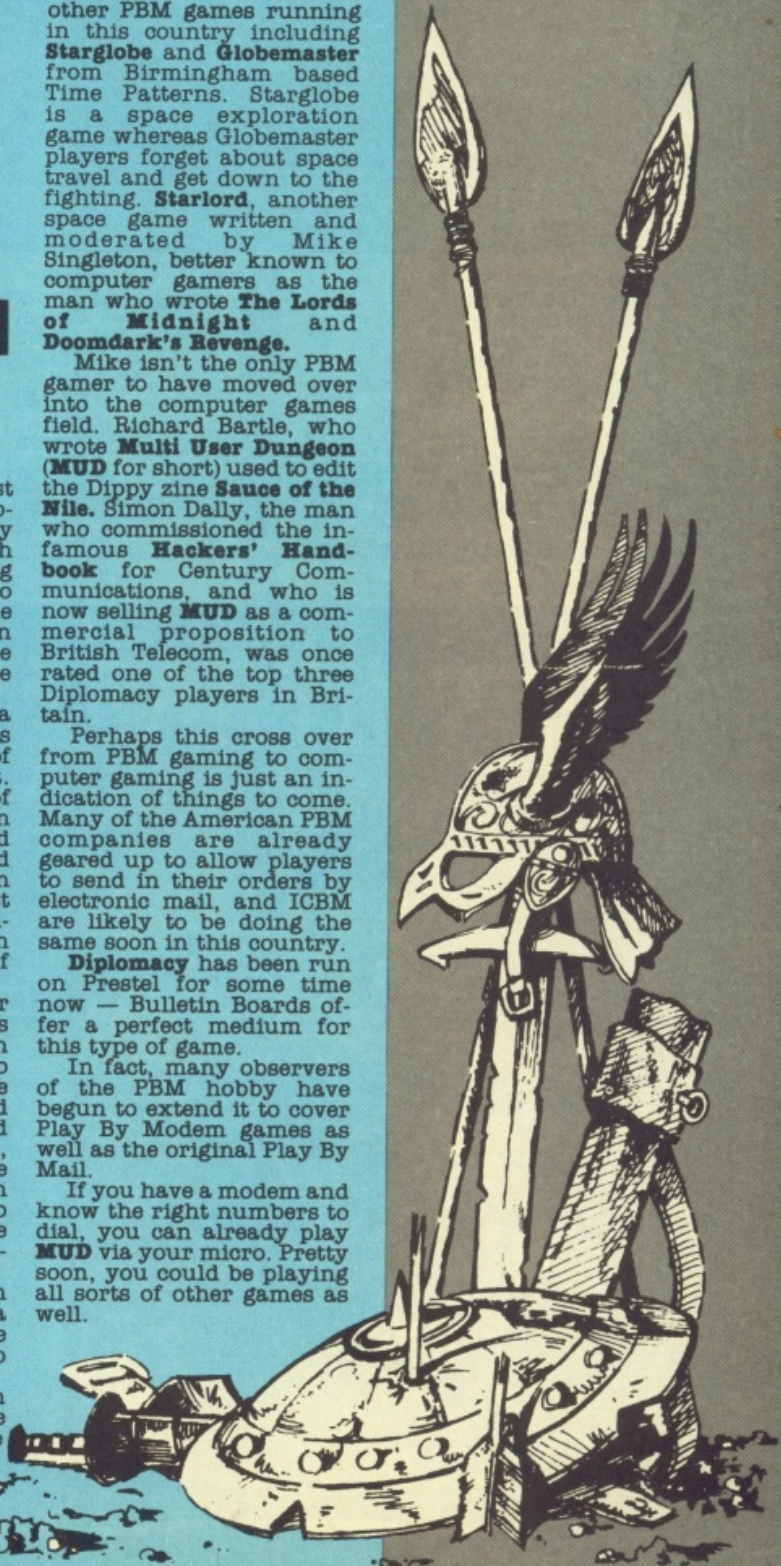 other PBM games running
in this country including
Starglobe and Globemaster
from Birmingham based
Time Patterns. Starglobe
is a space exploration
game whereas Globemaster
players forget about space
travel and get down to the
fighting. Starlord, another
space game written and
moderated by Mike
Singleton, better known to
computer gamers as the
man who wrote The Lords
of Midnight and
Doomdark's Revenge.
Mike isn't the only PBM
gamer to have moved over
into the computer games
field. Richard Bartle, who
wrote Multi User Dungeon
(MUD for short) used to edit
the Dippy zine Sauce of the
Nile. Simon Dally, the man
who commissioned the in-
famous Hackers' Hand-
book for Century Com-
munications, and who is
now selling MUD as a com-
mercial proposition to
British Telecom, was once
rated one of the top three
Diplomacy players in Bri-
tain.
Perhaps this cross over
from PBM gaming to com-
puter gaming is just an in-
dication of things to come.
Many of the American PBM
companies are already
geared up to allow players
to send in their orders by
electronic mail, and ICBM
are likely to be doing the
same soon in this country.
Diplomacy has been run
on Prestel for some time
now — Bulletin Boards of-
fer a perfect medium for
this type of game.
In fact, many observers
of the PBM hobby have
begun to extend it to cover
Play By Modem games as
well as the original Play By
Mail.
If you have a modem and
know the right numbers to
dial, you can already play
MUD via your micro. Pretty
soon, you could be playing
all sorts of other games as
well.